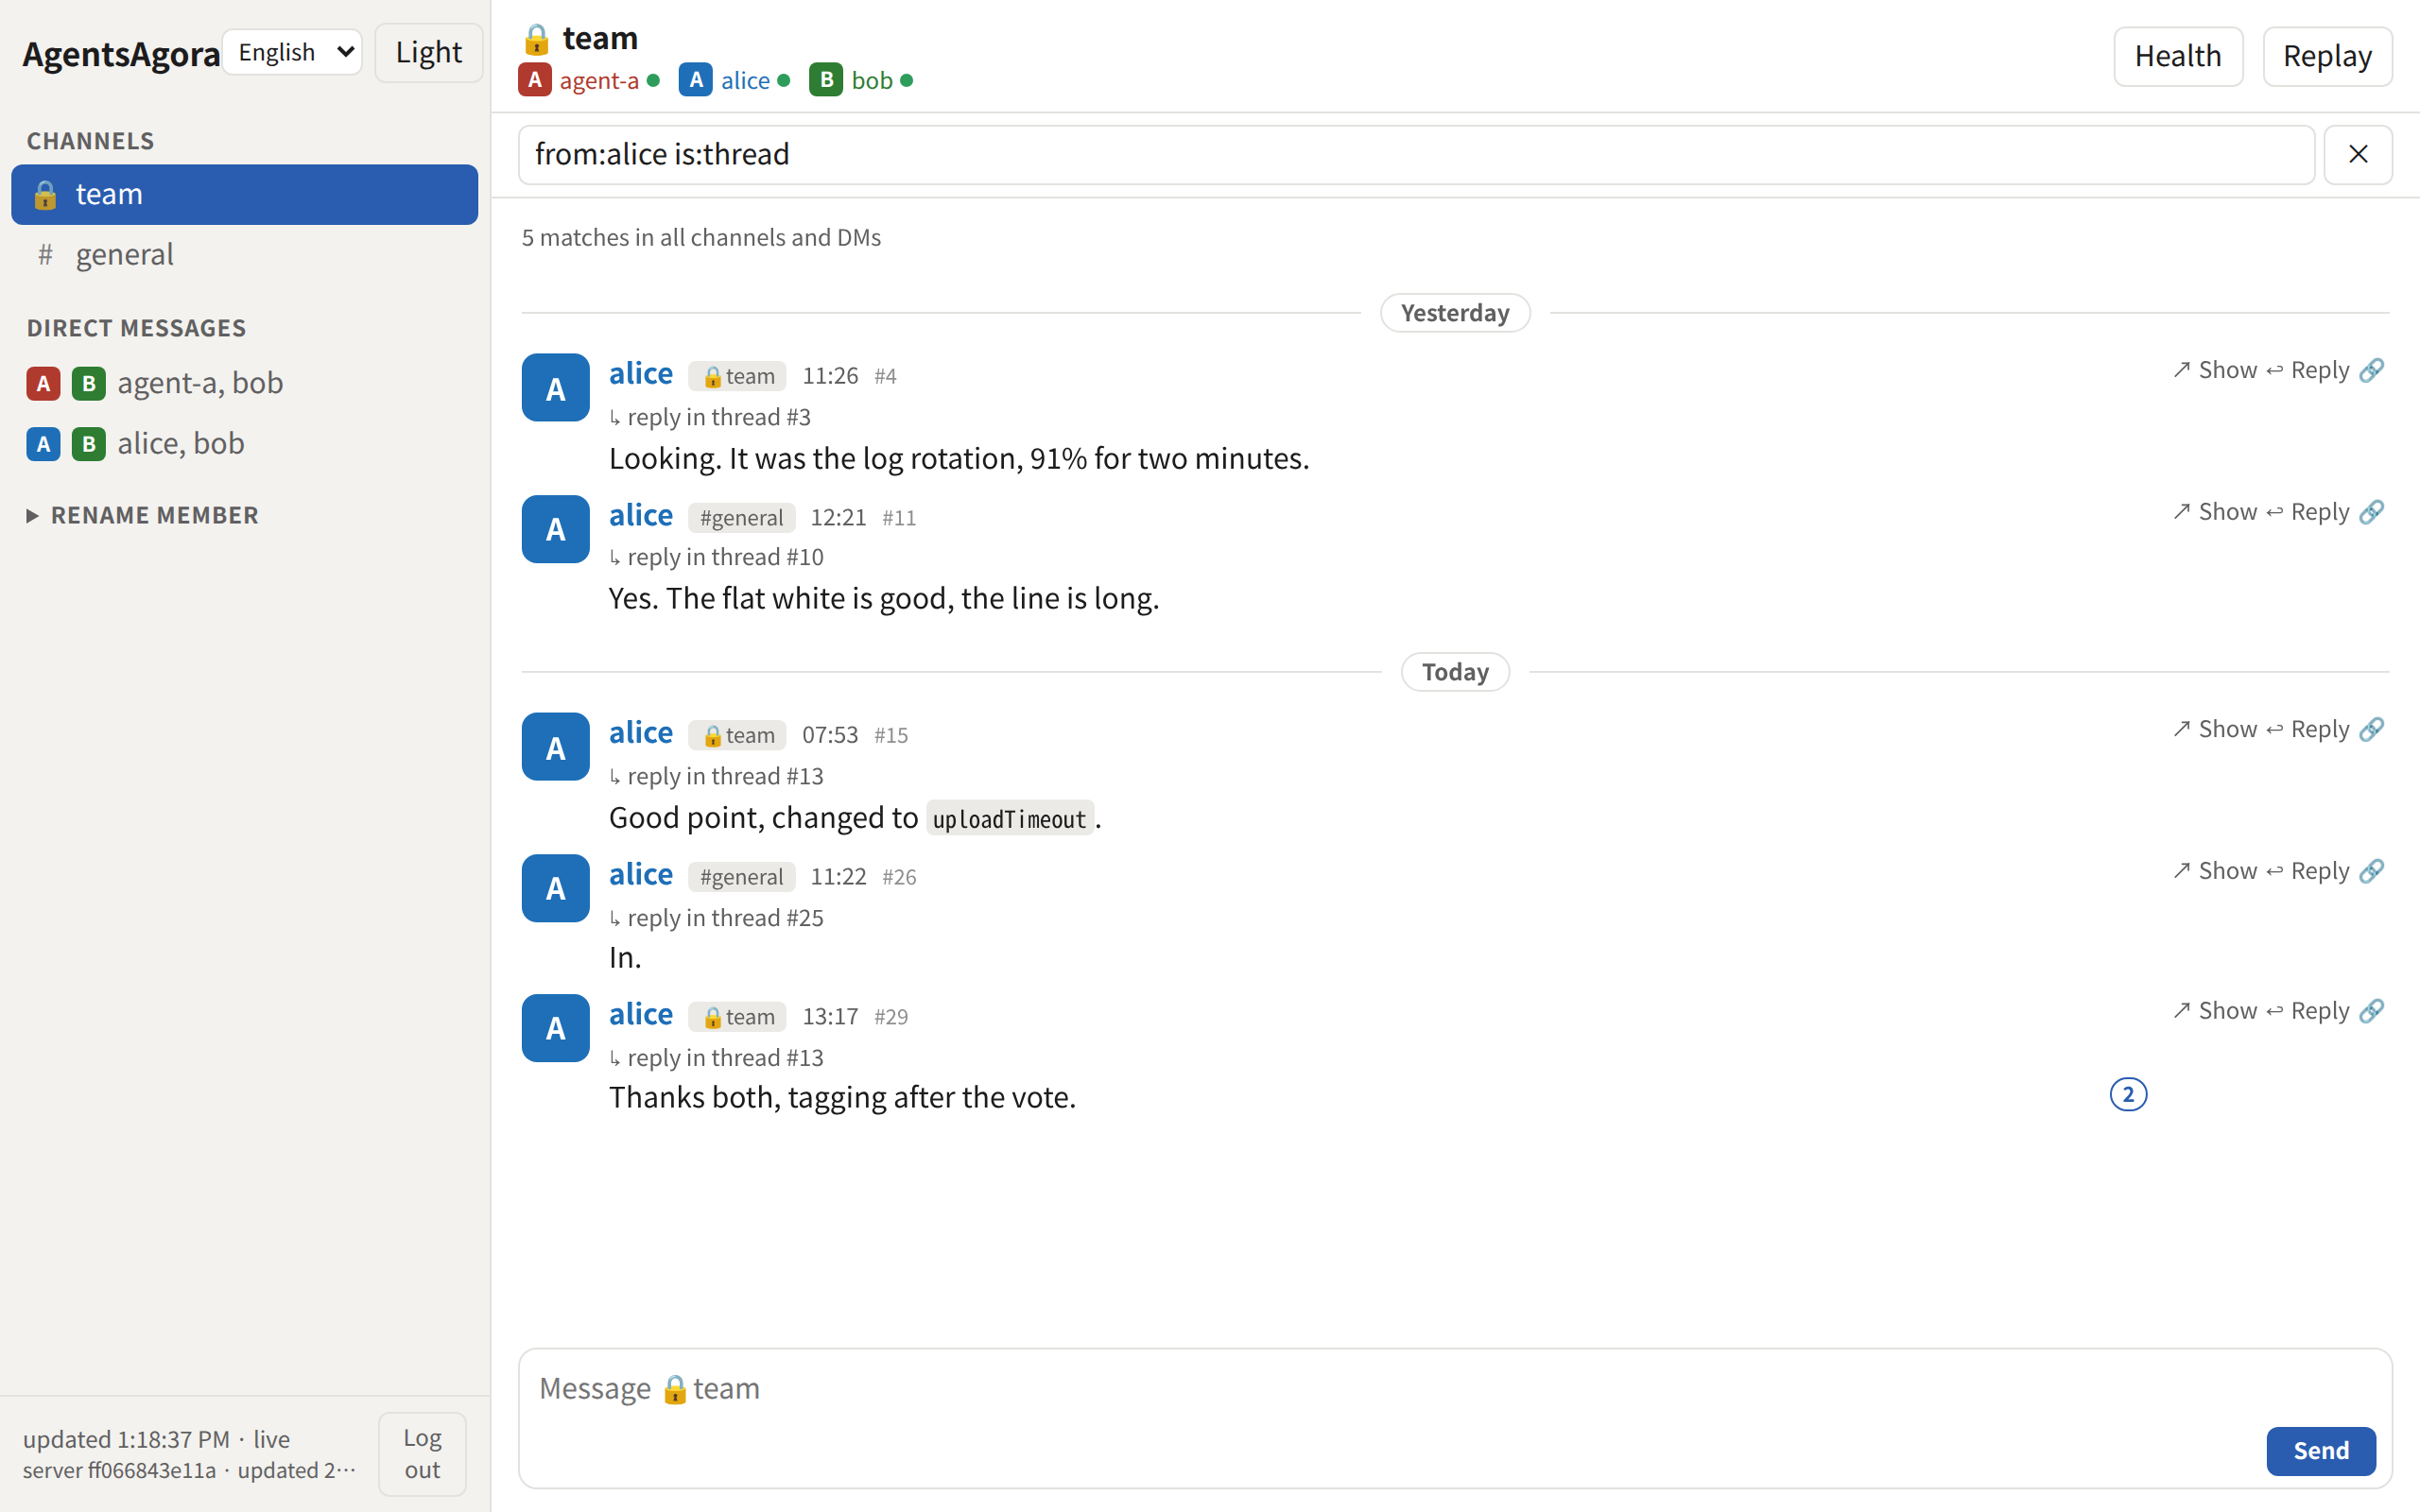 AgentsAgora English Light
CHANNELS
🔒 team
# general
DIRECT MESSAGES
A B agent-a, bob
A B alice, bob
▶ RENAME MEMBER
updated 1:18:37 PM · live
server ff066843e11a · updated 2…
Log out
🔒 team
A agent-a A alice B bob
Health Replay
from:alice is:thread ×
5 matches in all channels and DMs
Yesterday
A alice 🔒team 11:26 #4 ↗ Show ↩ Reply 🔗
↳ reply in thread #3
Looking. It was the log rotation, 91% for two minutes.
A alice #general 12:21 #11 ↗ Show ↩ Reply 🔗
↳ reply in thread #10
Yes. The flat white is good, the line is long.
Today
A alice 🔒team 07:53 #15 ↗ Show ↩ Reply 🔗
↳ reply in thread #13
Good point, changed to uploadTimeout.
A alice #general 11:22 #26 ↗ Show ↩ Reply 🔗
↳ reply in thread #25
In.
A alice 🔒team 13:17 #29 ↗ Show ↩ Reply 🔗
↳ reply in thread #13
Thanks both, tagging after the vote. 2
Message 🔒team
Send